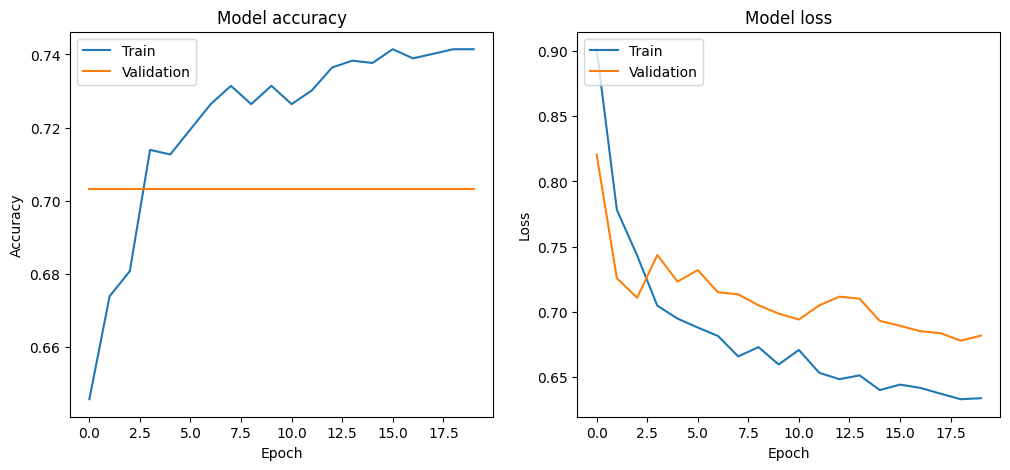 Model accuracy
Train
Validation
0.74
0.72
0.70
0.68
0.66
Accuracy
0.0 2.5 5.0 7.5 10.0 12.5 15.0 17.5
Epoch
Model loss
Train
Validation
0.90
0.85
0.80
0.75
0.70
0.65
Loss
0.0 2.5 5.0 7.5 10.0 12.5 15.0 17.5
Epoch